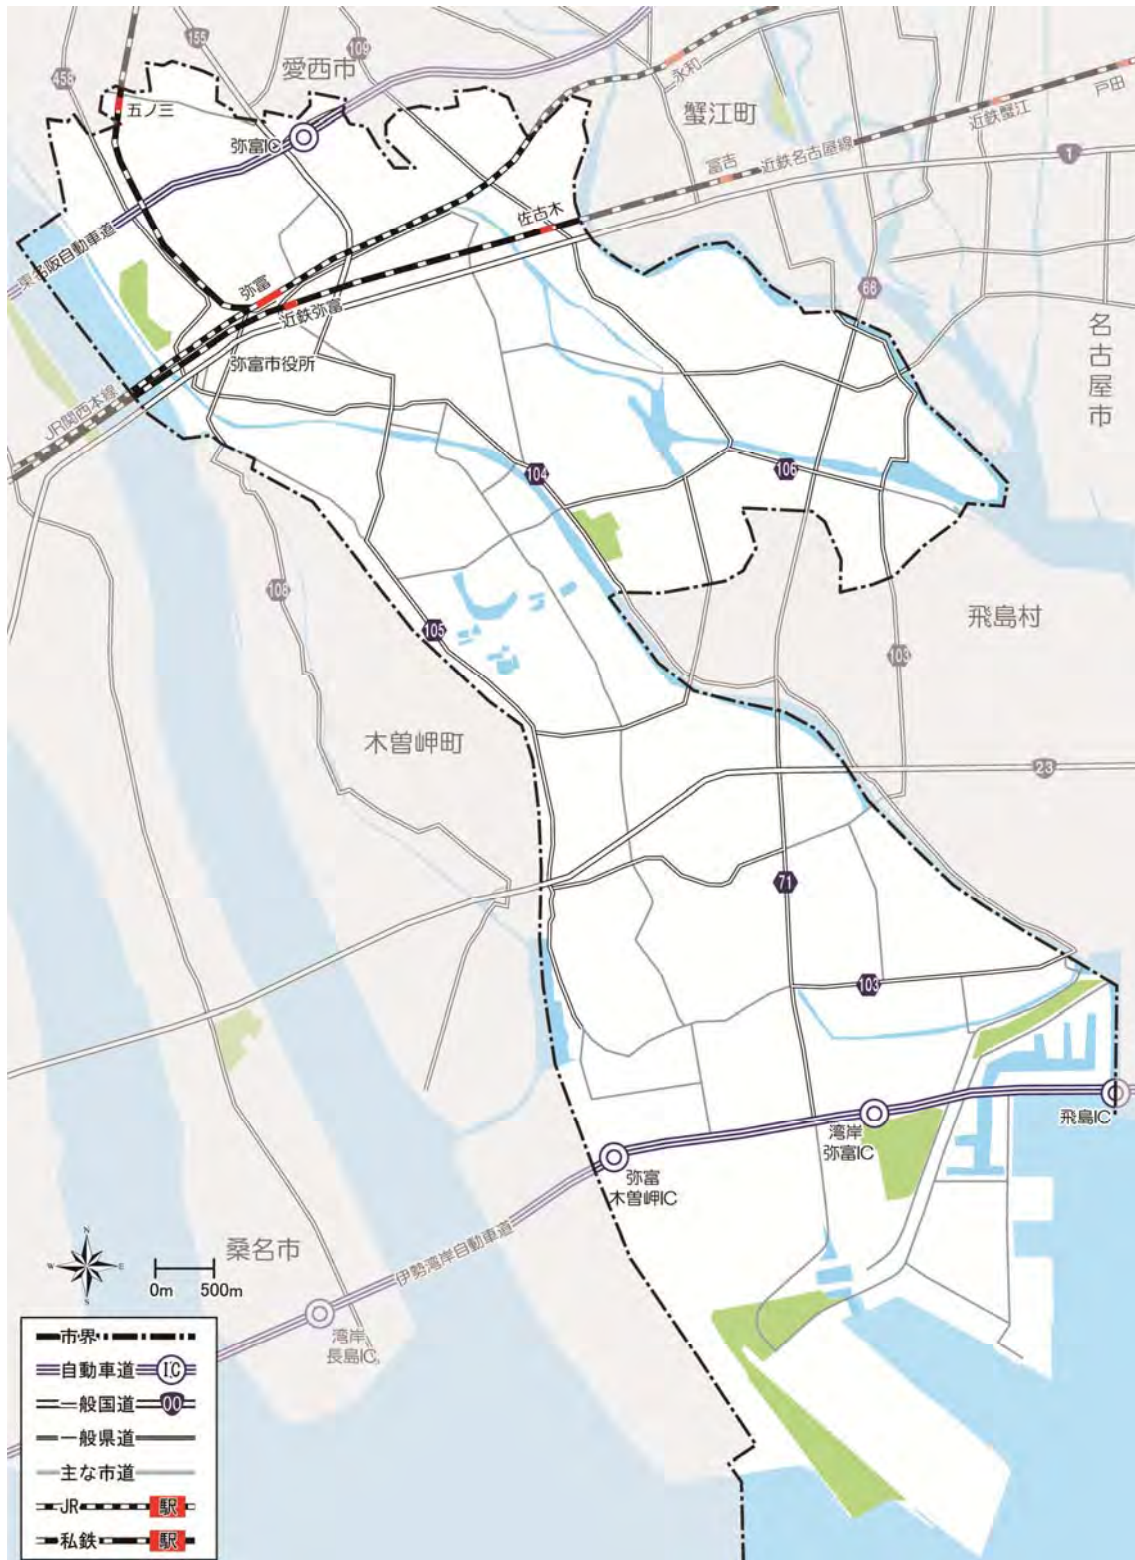 155
109
456
愛西市
永和
戸田
五ノ三
蟹江町
近鉄蟹江
弥富IC
富吉
近鉄名古屋線
1
佐古木
東名阪自動車道
弥富
66
近鉄弥富
名古屋市
弥富市役所
JR関西本線
104
106
108
飛島村
105
103
木曽岬町
23
71
103
飛島IC
湾岸
弥富IC
弥富
木曽岬IC
伊勢湾岸自動車道
桑名市
N
W
E
S
0m 500m
湾岸
長島IC
市界
自動車道 IC
一般国道 00
一般県道
主な市道
JR 駅
私鉄 駅